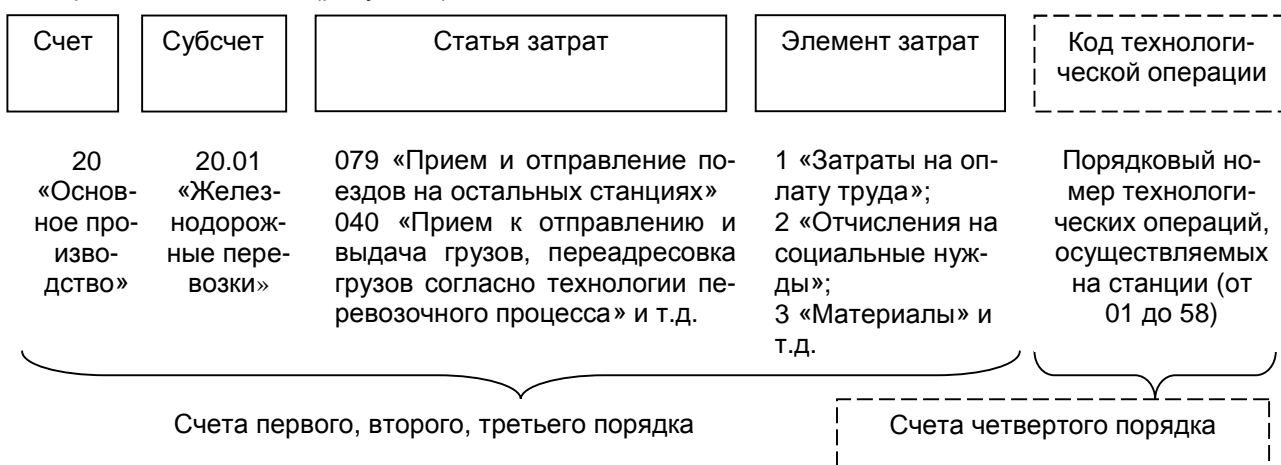 Счет
Субсчет
Статья затрат
Элемент затрат
Код технологи-
ческой операции
20
«Основ-
ное про-
изво-
дство»
20.01
«Желез-
нодорож-
ные пере-
возки»
079 «Прием и отправление по-
ездов на остальных станциях»
040 «Прием к отправлению и
выдача грузов, переадресовка
грузов согласно технологии пе-
ревозочного процесса» и т.д.
1 «Затраты на оп-
лату труда»;
2 «Отчисления на
социальные нуж-
ды»;
3 «Материалы» и
т.д.
Порядковый но-
мер технологи-
ческих операций,
осуществляемых
на станции (от
01 до 58)
Счета первого, второго, третьего порядка
Счета четвертого порядка